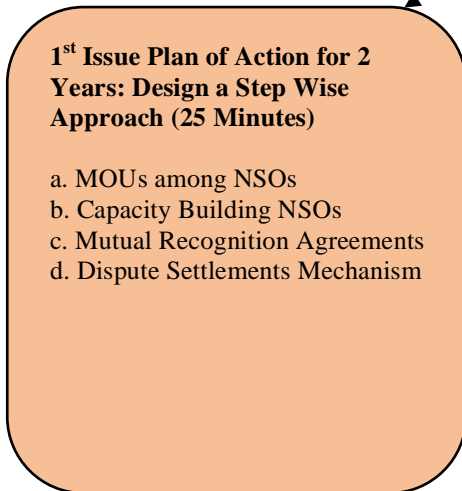 1st Issue Plan of Action for 2
Years: Design a Step Wise
Approach (25 Minutes)
a. MOUs among NSOs
b. Capacity Building NSOs
c. Mutual Recognition Agreements
d. Dispute Settlements Mechanism